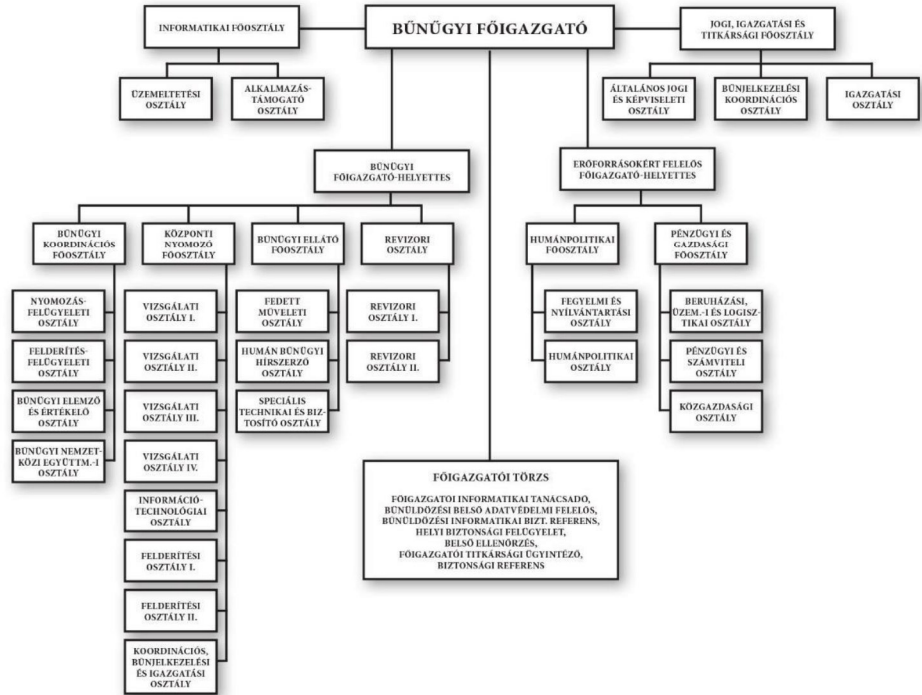 INFORMATIKAI FŐOSZTÁLY
BŰNÜGYI FŐIGAZGATÓ
JOGI, IGAZGATÁSI ÉS
TITKÁRSÁGI FŐOSZTÁLY
ÜZEMELTETÉSI
OSZTÁLY
ALKALMAZÁS-
TÁMOGATÓ
OSZTÁLY
ÁLTALÁNOS JOGI
ÉS KÉPVISELETI
OSZTÁLY
BŰNJELKEZELÉSI
KOORDINÁCIÓS
OSZTÁLY
IGAZGATÁSI
OSZTÁLY
BŰNÜGYI
FŐIGAZGATÓ-HELYETTES
ERŐFORRÁSOKÉRT FELELŐS
FŐIGAZGATÓ-HELYETTES
BŰNÜGYI
KOORDINÁCIÓS
FŐOSZTÁLY
KÖZPONTI
NYOMOZÓ
FŐOSZTÁLY
BŰNÜGYI ELLÁTÓ
FŐOSZTÁLY
REVIZORI
OSZTÁLY
HUMÁNPOLITIKAI
FŐOSZTÁLY
PÉNZÜGYI ÉS
GAZDASÁGI
FŐOSZTÁLY
NYOMOZÁS-
FELÜGYELETI
OSZTÁLY
FELDERÍTÉS-
FELÜGYELETI
OSZTÁLY
BŰNÜGYI ELEMZŐ
ÉS ÉRTÉKELŐ
OSZTÁLY
BŰNÜGYI NEMZET-
KÖZI EGYÜTTM.-I
OSZTÁLY
VIZSGÁLATI
OSZTÁLY I.
VIZSGÁLATI
OSZTÁLY II.
VIZSGÁLATI
OSZTÁLY III.
VIZSGÁLATI
OSZTÁLY IV.
INFORMÁCIÓ-
TECHNOLÓGIAI
OSZTÁLY
FELDERÍTÉSI
OSZTÁLY I.
FELDERÍTÉSI
OSZTÁLY II.
KOORDINÁCIÓS,
BŰNJELKEZELÉSI
ÉS IGAZGATÁSI
OSZTÁLY
FEDETT
MŰVELETI
OSZTÁLY
HUMÁN BŰNÜGYI
HÍRSZERZŐ
OSZTÁLY
SPECIÁLIS
TECHNIKAI ÉS BIZ-
TOSÍTÓ OSZTÁLY
REVIZORI
OSZTÁLY I.
REVIZORI
OSZTÁLY II.
FEGYELMI ÉS
NYILVÁNTARTÁSI
OSZTÁLY
HUMÁNPOLITIKAI
OSZTÁLY
BERUHÁZÁSI,
ÜZEM.-I ÉS LOGISZ-
TIKAI OSZTÁLY
PÉNZÜGYI ÉS
SZÁMVITELI
OSZTÁLY
KÖZGAZDASÁGI
OSZTÁLY
FŐIGAZGATÓI TÖRZS
FŐIGAZGATÓI INFORMATIKAI TANÁCSADÓ,
BŰNÜLDÖZÉSI BELSŐ ADATVÉDELMI FELELŐS,
BŰNÜLDÖZÉSI INFORMATIKAI BIZT. REFERENS,
HELYI BIZTONSÁGI FELÜGYELET,
BELSŐ ELLENŐRZÉS,
FŐIGAZGATÓI TITKÁRSÁGI ÜGYINTÉZŐ,
BIZTONSÁGI REFERENS